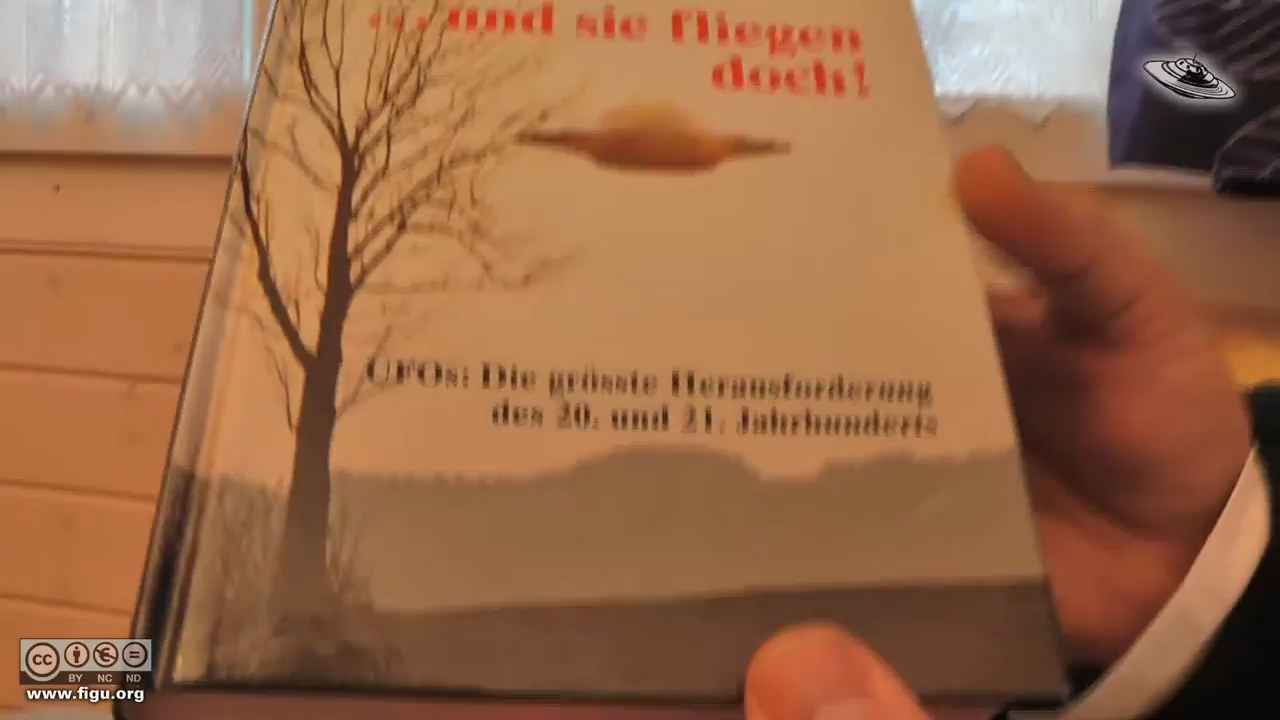 ... und sie fliegen
doch!
UFOs: Die grösste Herausforderung
des 20. und 21. Jahrhunderts
cc
BY NC ND
www.figu.org